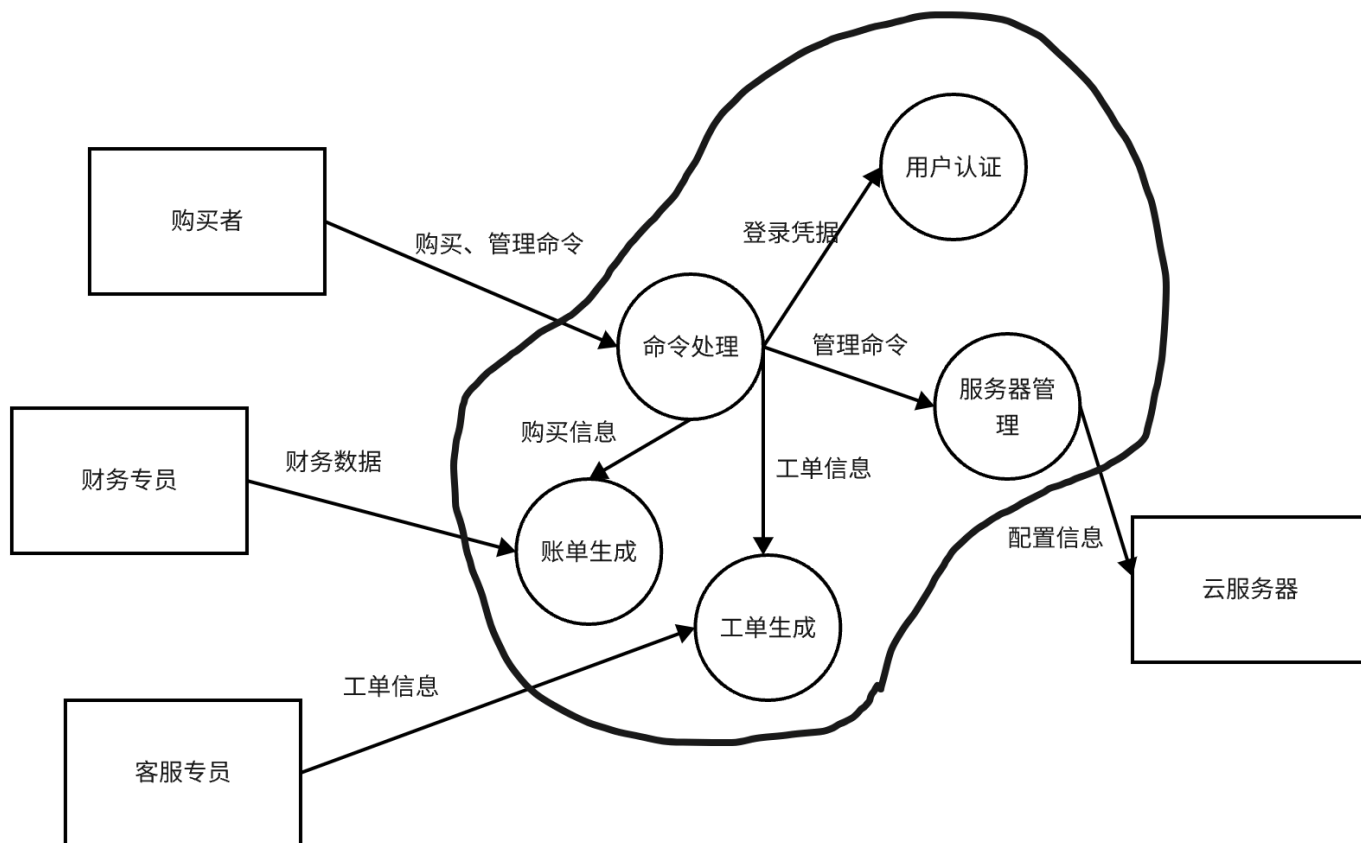 用户认证
购买者
登录凭据
购买、管理命令
命令处理
管理命令
服务器管
理
购买信息
财务数据
工单信息
财务专员
配置信息
账单生成
云服务器
工单生成
工单信息
客服专员